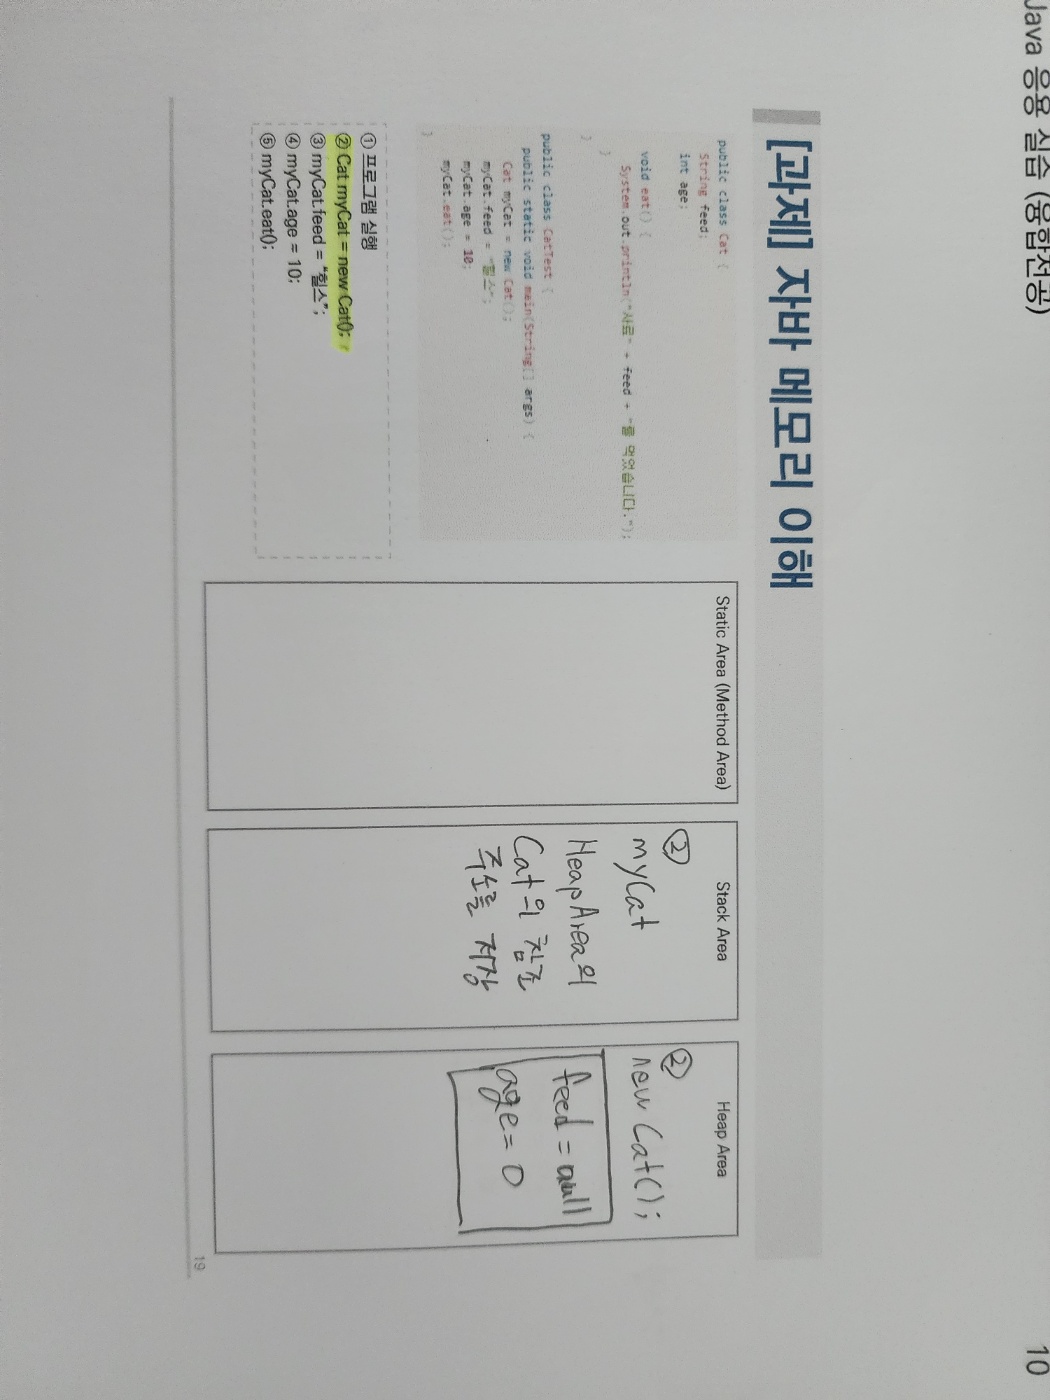 Java 응용 실습 (융합전공)
10
[과제] 자바 메모리 이해
public class Cat {
String feed;
int age;
void eat() {
System.out.println("사료" + feed + "를 먹었습니다.");
}
}
public class CatTest {
public static void main(String[] args) {
Cat myCat = new Cat();
myCat.feed = "힐스";
myCat.age = 10;
myCat.eat();
}
① 프로그램 실행
② Cat myCat = new Cat();
③ myCat.feed = “힐스”;
④ myCat.age = 10;
⑤ myCat.eat();
Static Area (Method Area)
Stack Area
②
myCat
HeapArea의
Cat의 참조
주소를 저장
Heap Area
②
new Cat();
feed = null
age = 0
19